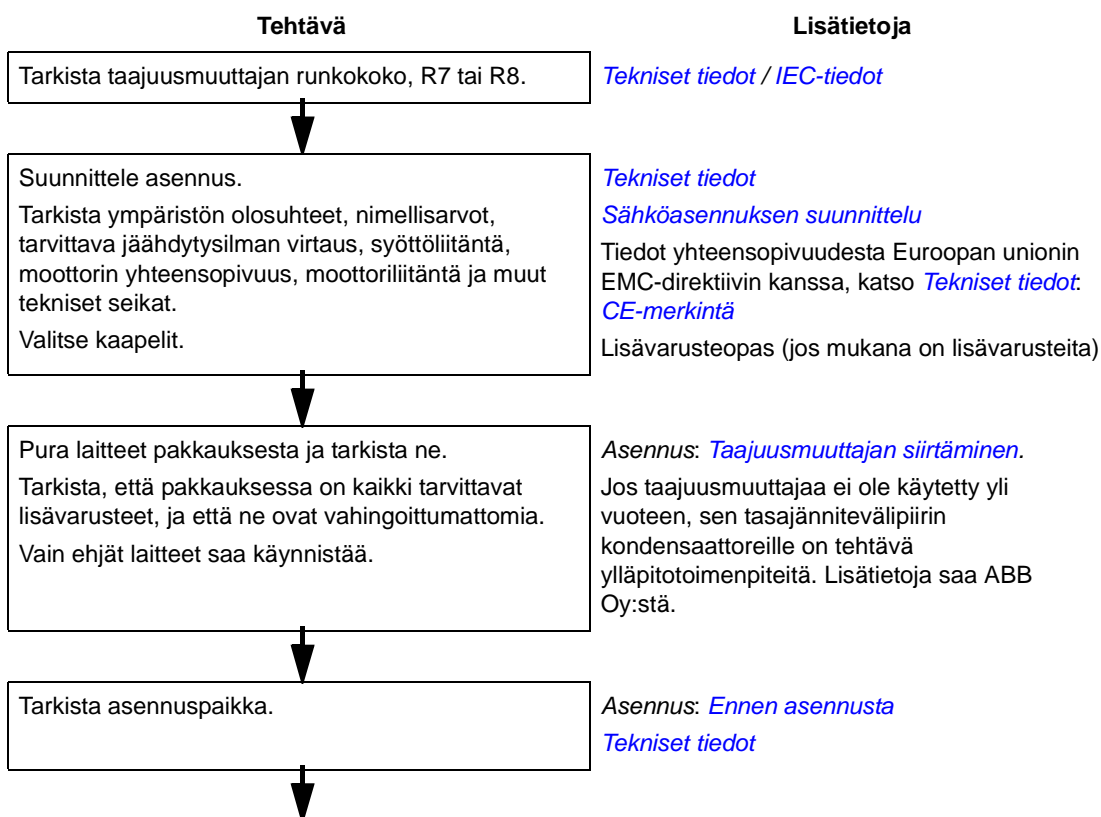 Tehtävä
Lisätietoja
Tarkista taajuusmuuttajan runkokoko, R7 tai R8.
Tekniset tiedot / IEC-tiedot
Suunnittele asennus.
Tarkista ympäristön olosuhteet, nimellisarvot,
tarvittava jäähdytysilman virtaus, syöttöliitäntä,
moottorin yhteensopivuus, moottoriliitäntä ja muut
tekniset seikat.
Valitse kaapelit.
Tekniset tiedot
Sähköasennuksen suunnittelu
Tiedot yhteensopivuudesta Euroopan unionin
EMC-direktiivin kanssa, katso Tekniset tiedot:
CE-merkintä
Lisävarusteopas (jos mukana on lisävarusteita)
Pura laitteet pakkauksesta ja tarkista ne.
Tarkista, että pakkauksessa on kaikki tarvittavat
lisävarusteet, ja että ne ovat vahingoittumattomia.
Vain ehjät laitteet saa käynnistää.
Asennus: Taajuusmuuttajan siirtäminen.
Jos taajuusmuuttajaa ei ole käytetty yli
vuoteen, sen tasajännitevälipiirin
kondensaattoreille on tehtävä
ylläpitotoimenpiteitä. Lisätietoja saa ABB
Oy:stä.
Tarkista asennuspaikka.
Asennus: Ennen asennusta
Tekniset tiedot